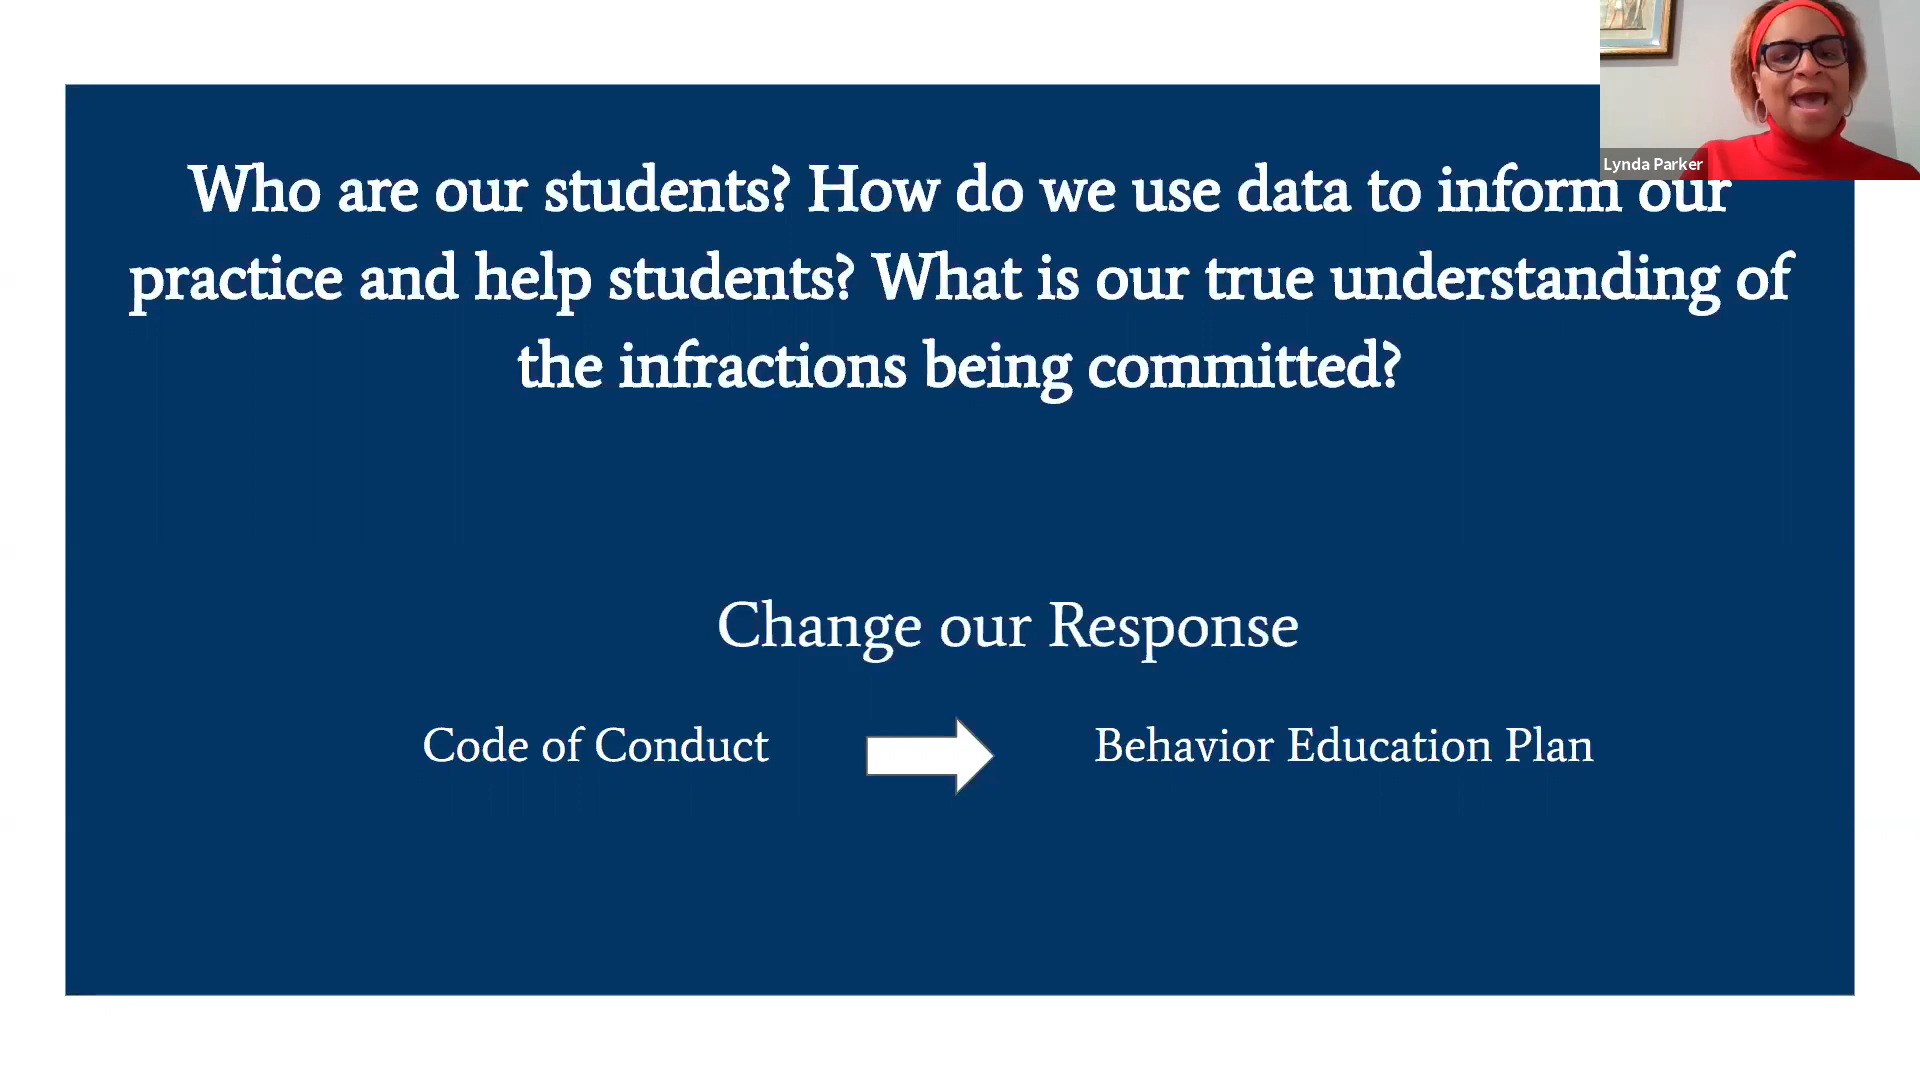 Lynda Parker
Who are our students? How do we use data to inform our
practice and help students? What is our true understanding of
the infractions being committed?
Change our Response
Code of Conduct
Behavior Education Plan